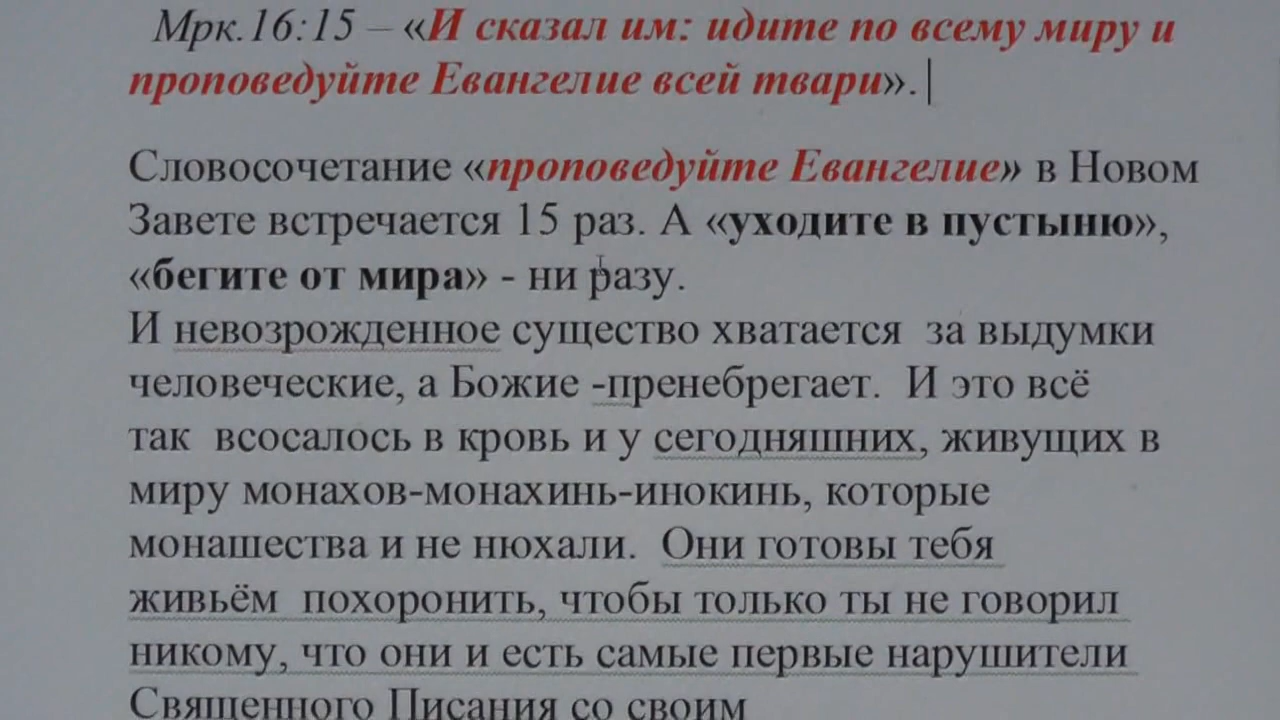 Мрк.16:15 – «И сказал им: идите по всему миру и
проповедуйте Евангелие всей твари».
Словосочетание «проповедуйте Евангелие» в Новом
Завете встречается 15 раз. А «уходите в пустыню»,
«бегите от мира» - ни разу.
И невозрожденное существо хватается за выдумки
человеческие, а Божие -пренебрегает. И это всё
так всосалось в кровь и у сегодняшних, живущих в
миру монахов-монахинь-инокинь, которые
монашества и не нюхали. Они готовы тебя
живьём похоронить, чтобы только ты не говорил
никому, что они и есть самые первые нарушители
Священного Писания со своим